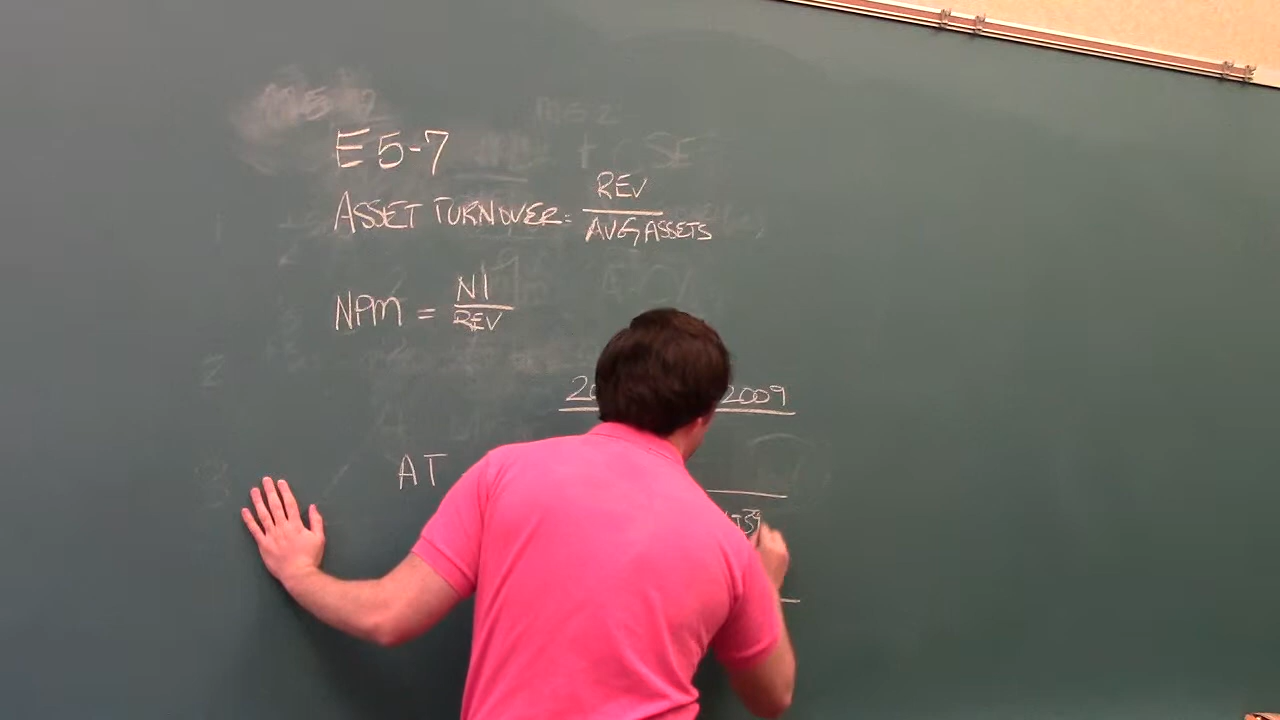 E5-7
ASSET TURNOVER = REV
AVG ASSETS
NPM = NI
REV
2009
AT